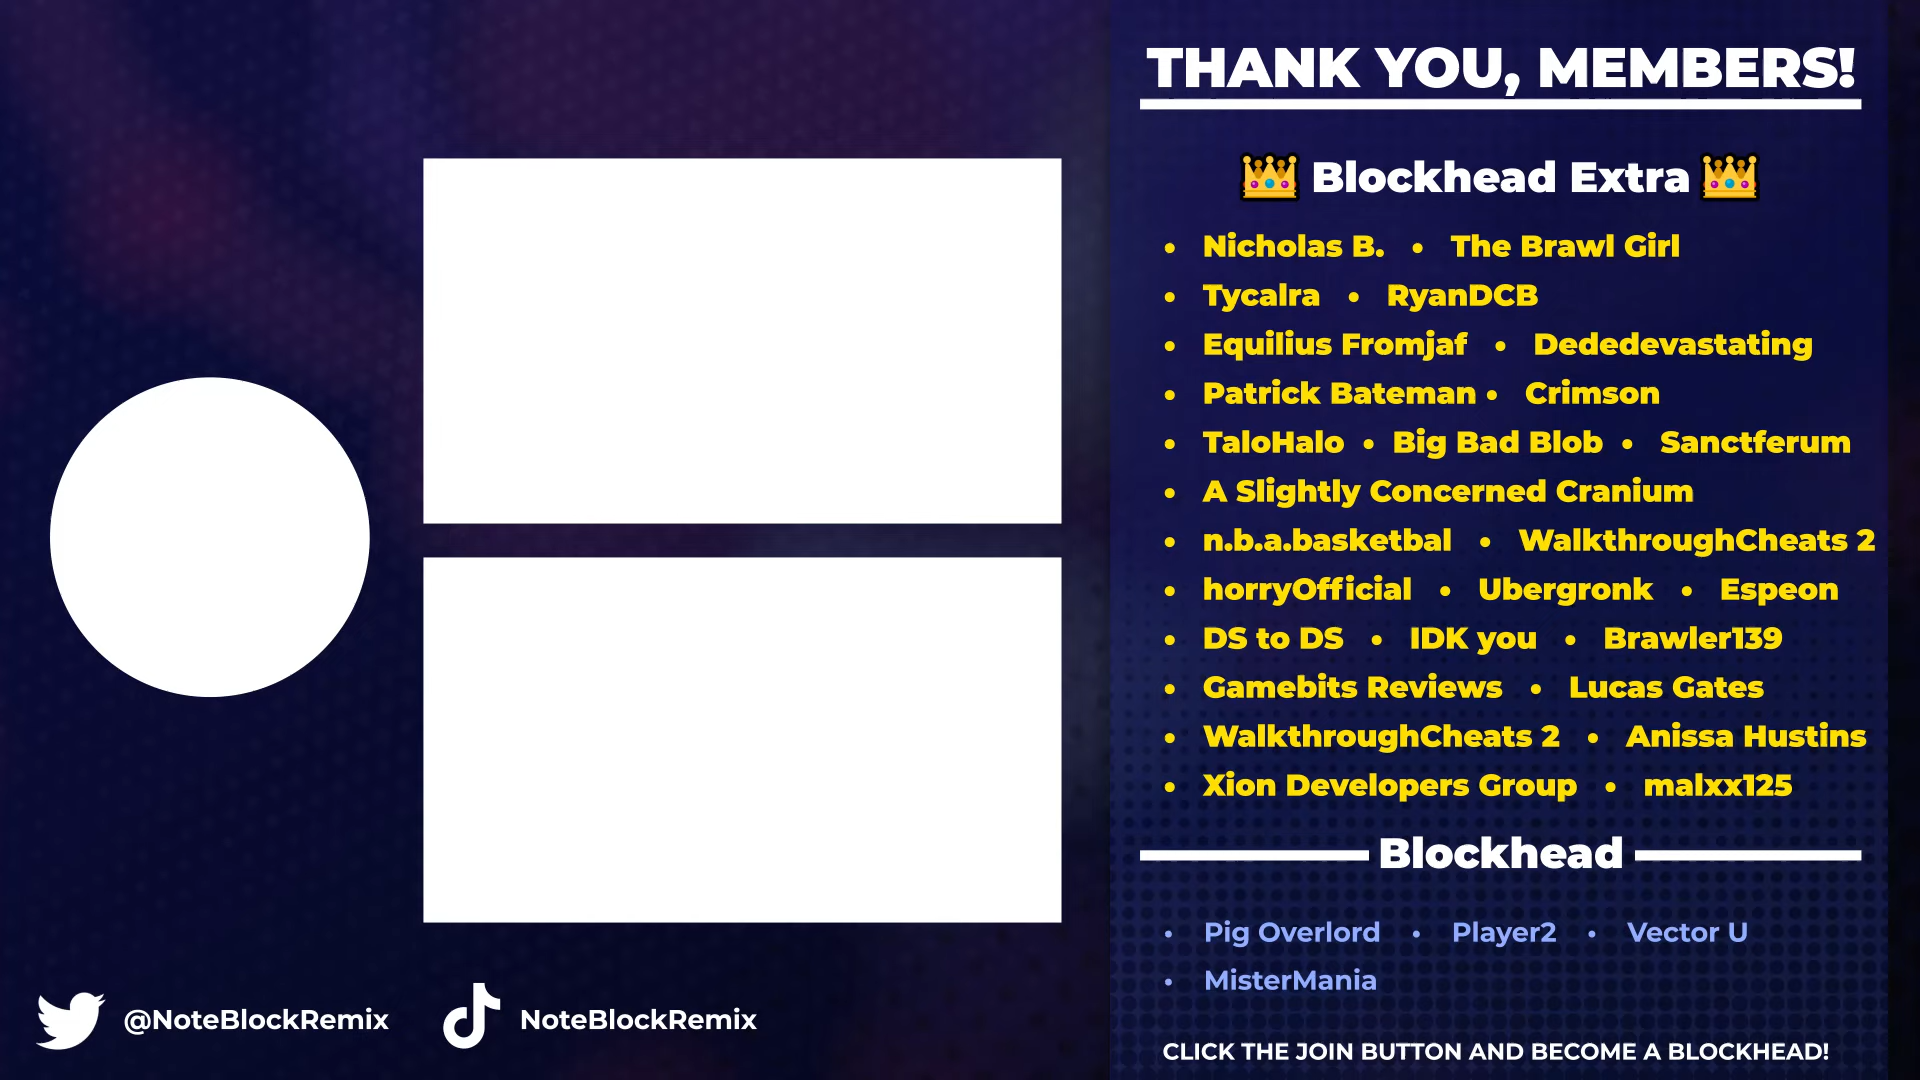 THANK YOU, MEMBERS!
👑 Blockhead Extra 👑
• Nicholas B. • The Brawl Girl
• Tycalra • RyanDCB
• Equilius Fromjaf • Dededevastating
• Patrick Bateman • Crimson
• TaloHalo • Big Bad Blob • Sanctferum
• A Slightly Concerned Cranium
• n.b.a.basketbal • WalkthroughCheats 2
• horryOfficial • Ubergronk • Espeon
• DS to DS • IDK you • Brawler139
• Gamebits Reviews • Lucas Gates
• WalkthroughCheats 2 • Anissa Hustins
• Xion Developers Group • malxx125
Blockhead
• Pig Overlord • Player2 • Vector U
• MisterMania
CLICK THE JOIN BUTTON AND BECOME A BLOCKHEAD!
@NoteBlockRemix
NoteBlockRemix